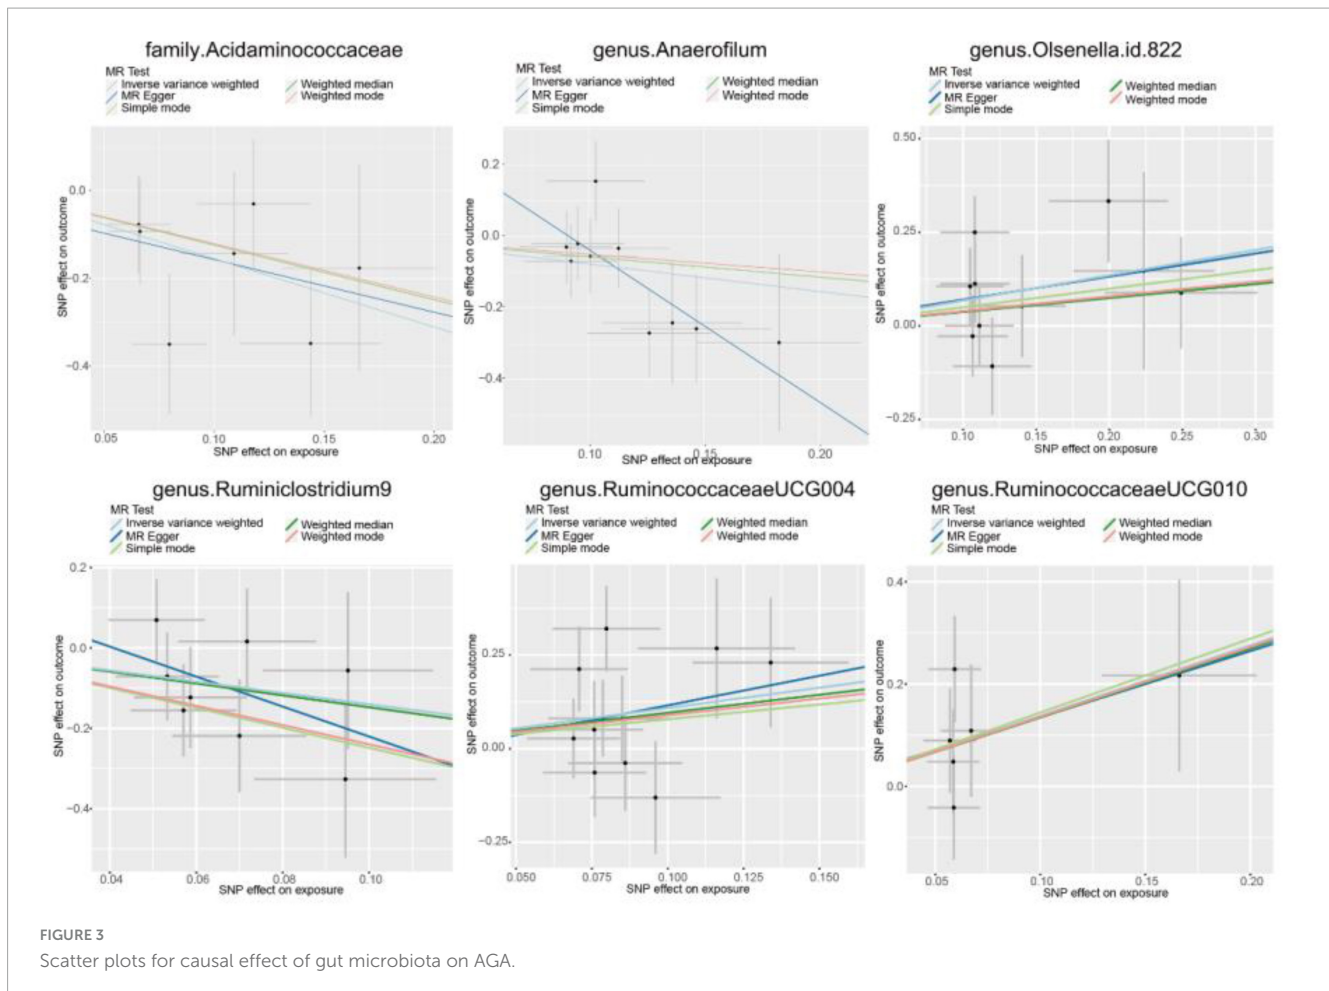 family.Acidaminococcaceae
MR Test
Inverse variance weighted
MR Egger
Simple mode
Weighted median
Weighted mode
SNP effect on outcome
0.0
−0.2
−0.4
0.05
0.10
0.15
0.20
SNP effect on exposure
genus.Anaerofilum
MR Test
Inverse variance weighted
MR Egger
Simple mode
Weighted median
Weighted mode
SNP effect on outcome
0.2
0.0
−0.2
−0.4
0.10
0.15
0.20
SNP effect on exposure
genus.Olsenella.id.822
MR Test
Inverse variance weighted
MR Egger
Simple mode
Weighted median
Weighted mode
SNP effect on outcome
0.50
0.25
0.00
−0.25
0.10
0.15
0.20
0.25
0.30
SNP effect on exposure
genus.Ruminiclostridium9
MR Test
Inverse variance weighted
MR Egger
Simple mode
Weighted median
Weighted mode
SNP effect on outcome
0.2
0.0
−0.2
−0.4
0.04
0.06
0.08
0.10
SNP effect on exposure
genus.RuminococcaceaeUCG004
MR Test
Inverse variance weighted
MR Egger
Simple mode
Weighted median
Weighted mode
SNP effect on outcome
0.25
0.00
−0.25
0.050
0.075
0.100
0.125
0.150
SNP effect on exposure
genus.RuminococcaceaeUCG010
MR Test
Inverse variance weighted
MR Egger
Simple mode
Weighted median
Weighted mode
SNP effect on outcome
0.4
0.2
0.0
0.05
0.10
0.15
0.20
SNP effect on exposure
FIGURE 3
Scatter plots for causal effect of gut microbiota on AGA.